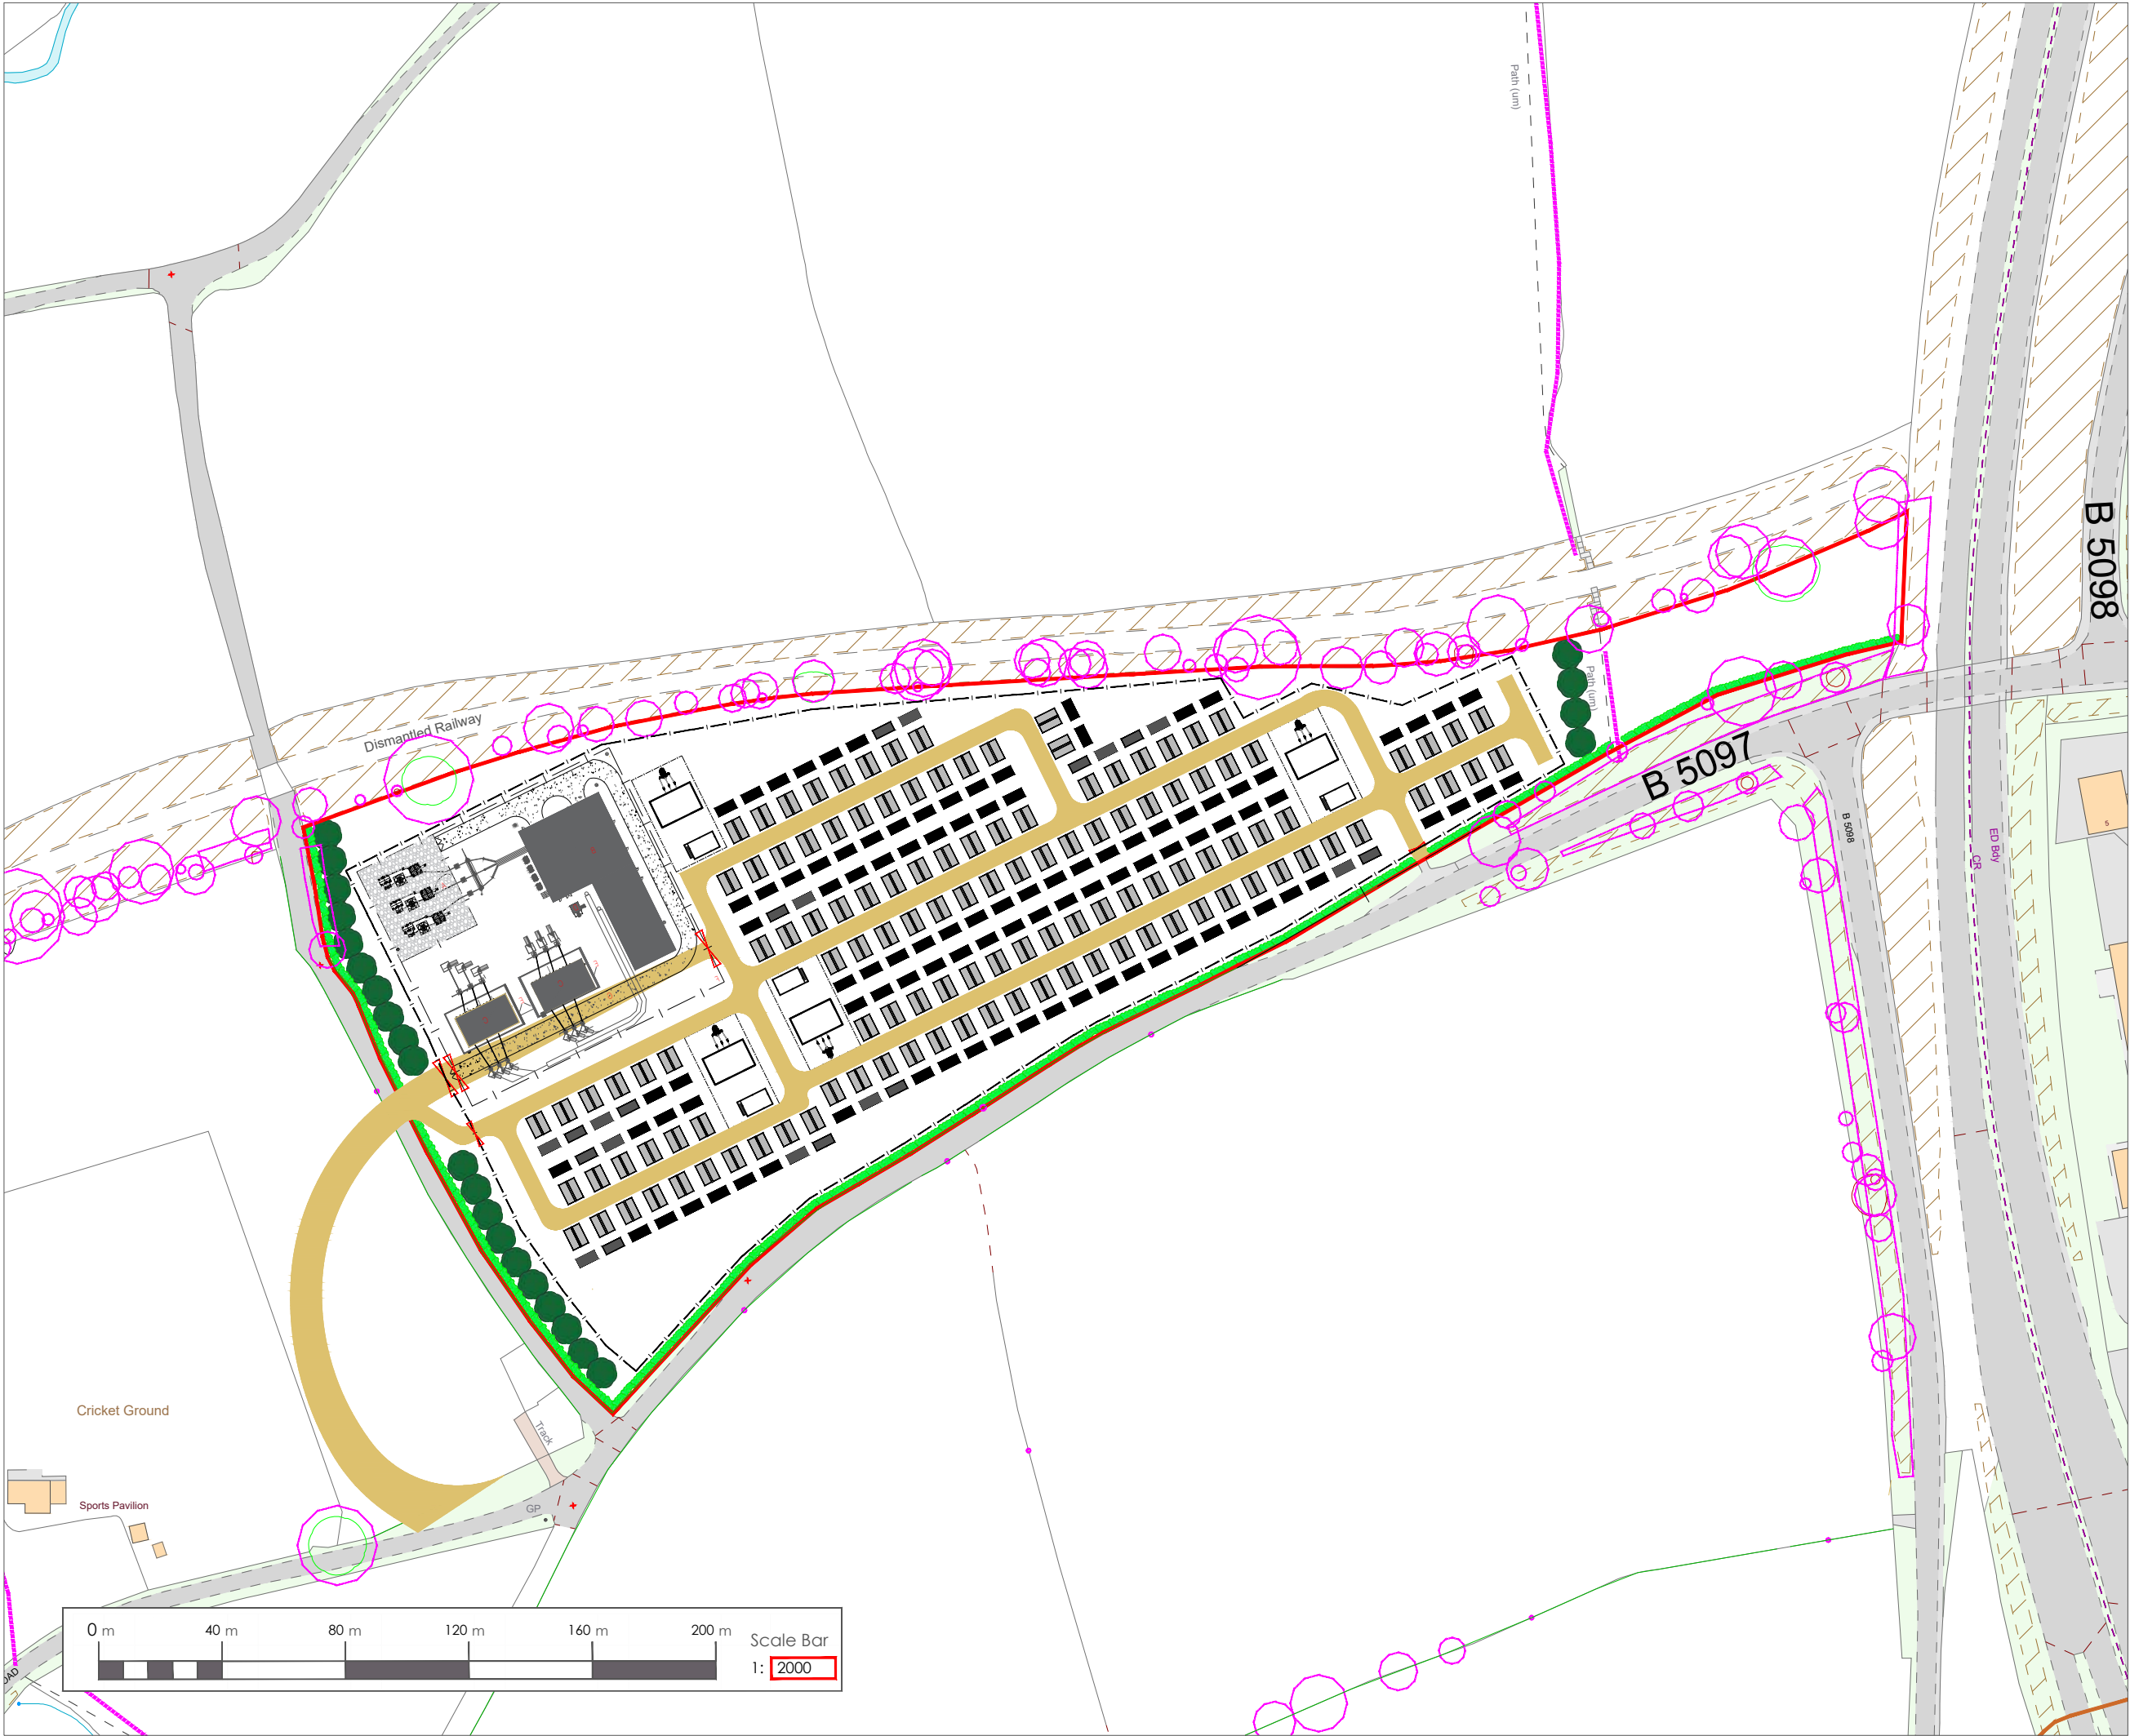 Path (um)
B 5098
Dismantled Railway
Path (um)
B 5097
B 5098
5
ED Bdy
CR
Cricket Ground
Track
Sports Pavilion
GP
0 m
40 m
80 m
120 m
160 m
200 m
Scale Bar
1: 2000